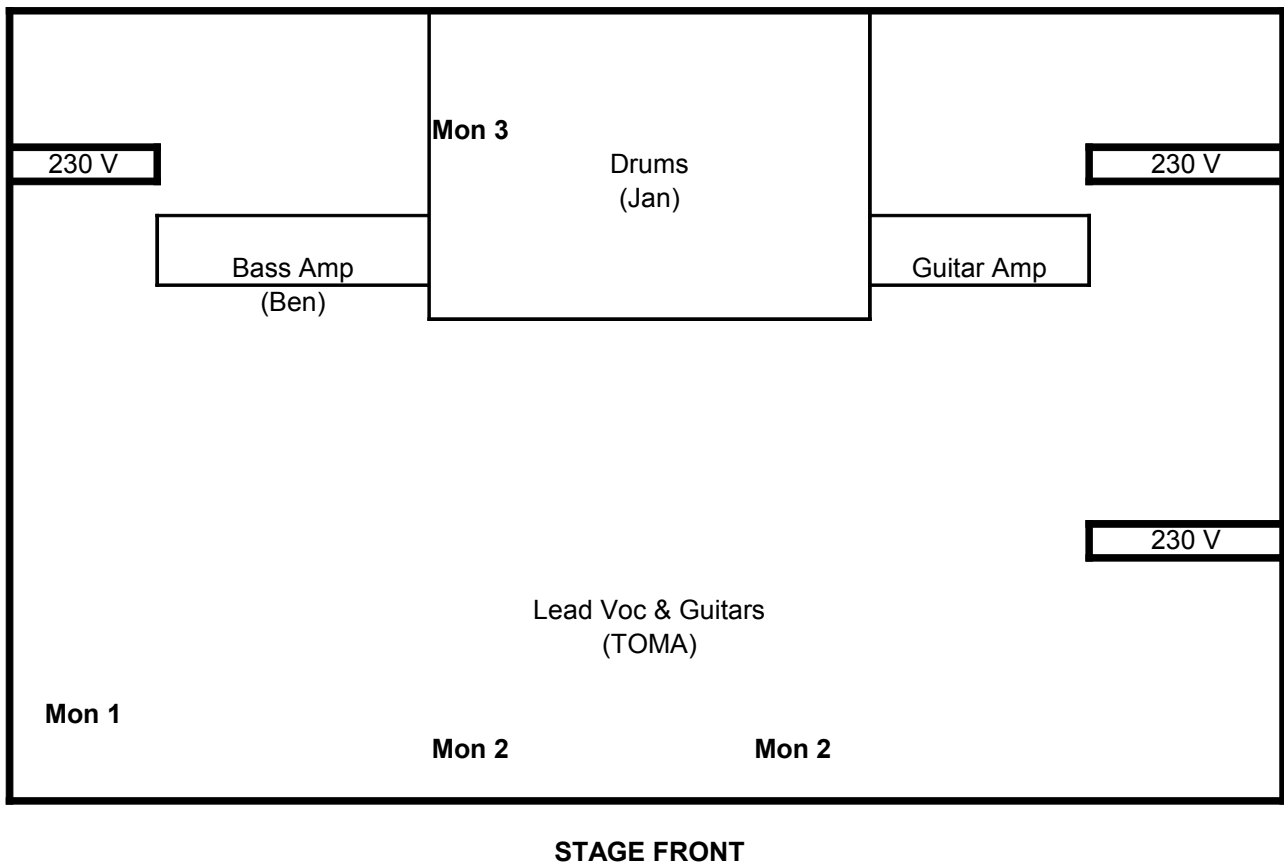 Mon 3
230 V
Drums
(Jan)
230 V
Bass Amp
(Ben)
Guitar Amp
230 V
Lead Voc & Guitars
(TOMA)
Mon 1
Mon 2
Mon 2
STAGE FRONT